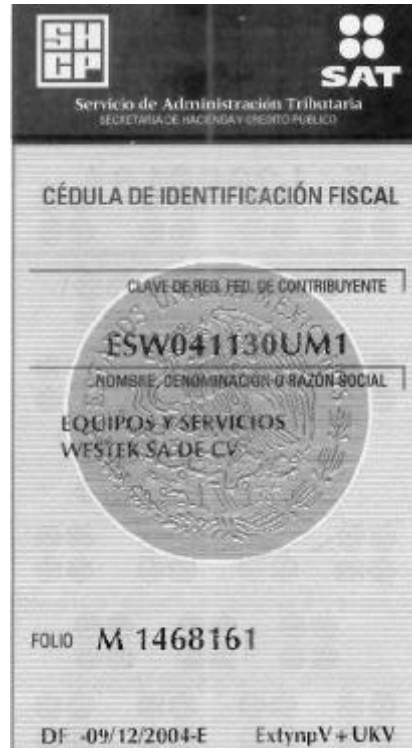 SHCP
SAT
Servicio de Administración Tributaria
SECRETARIA DE HACIENDA Y CREDITO PUBLICO
CÉDULA DE IDENTIFICACIÓN FISCAL
CLAVE DE REG. FED. DE CONTRIBUYENTE
ESW041130UM1
NOMBRE, DENOMINACIÓN O RAZÓN SOCIAL
EQUIPOS Y SERVICIOS
WESTEK SA DE CV
FOLIO M 1468161
DF -09/12/2004-E ExtynpV+UKV